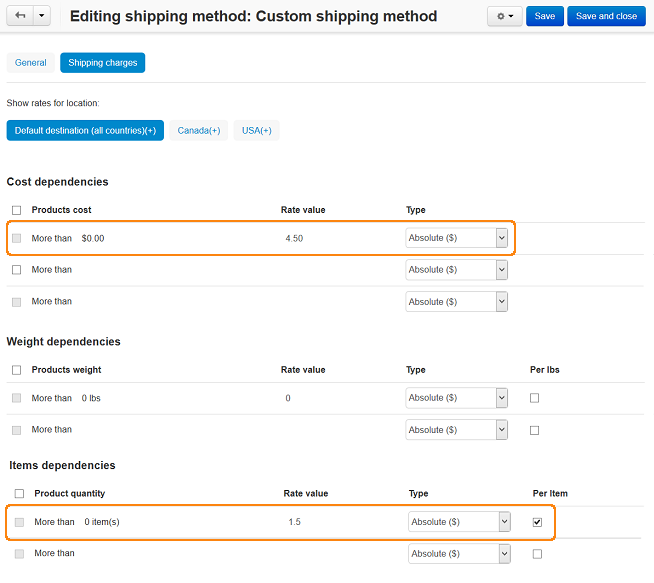 Editing shipping method: Custom shipping method
Save
Save and close
General
Shipping charges
Show rates for location:
Default destination (all countries)(+)
Canada(+)
USA(+)
Cost dependencies
Products cost Rate value Type
More than $0.00 4.50 Absolute ($)
More than Absolute ($)
More than Absolute ($)
Weight dependencies
Products weight Rate value Type Per lbs
More than 0 lbs 0 Absolute ($)
More than Absolute ($)
Items dependencies
Product quantity Rate value Type Per Item
More than 0 item(s) 1.5 Absolute ($)
More than Absolute ($)